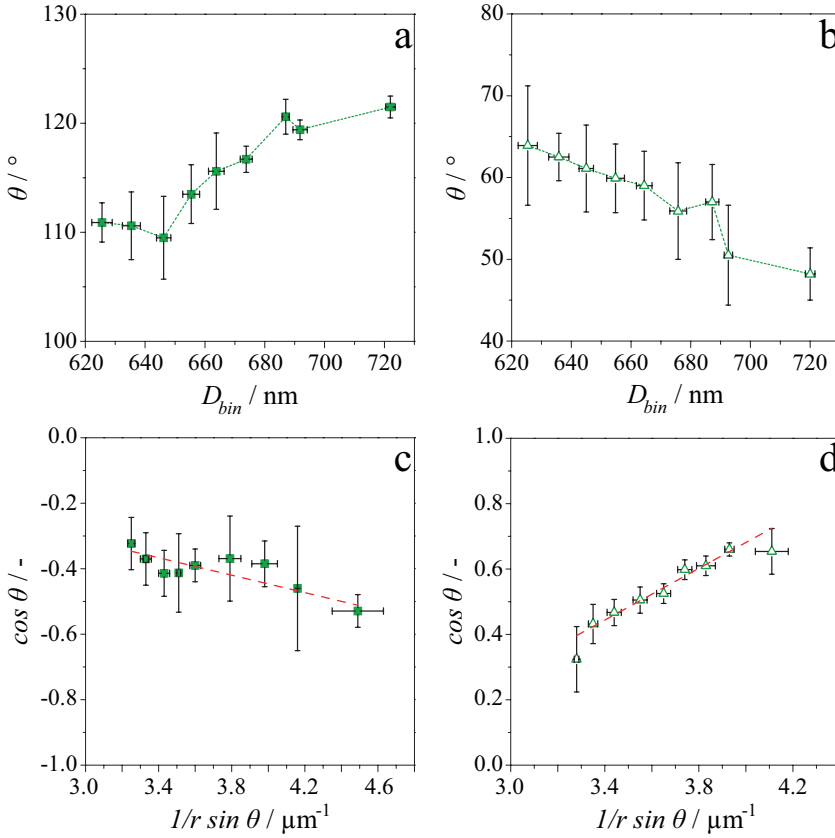 a
130
120
110
100
θ / °
620 640 660 680 700 720
D_bin / nm
b
80
70
60
50
40
θ / °
620 640 660 680 700 720
D_bin / nm
c
0.0
-0.2
-0.4
-0.6
-0.8
-1.0
cos θ / -
3.0 3.4 3.8 4.2 4.6
1/r sin θ / µm⁻¹
d
1.0
0.8
0.6
0.4
0.2
0.0
cos θ / -
3.0 3.4 3.8 4.2
1/r sin θ / µm⁻¹